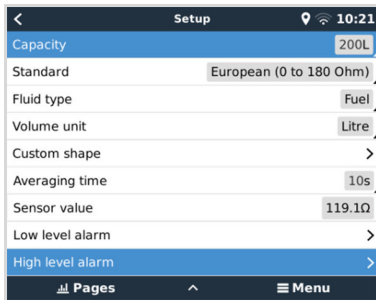 Setup 10:21
Capacity 200L
Standard European (0 to 180 Ohm)
Fluid type Fuel
Volume unit Litre
Custom shape
Averaging time 10s
Sensor value 119.1Ω
Low level alarm
High level alarm
Pages Menu